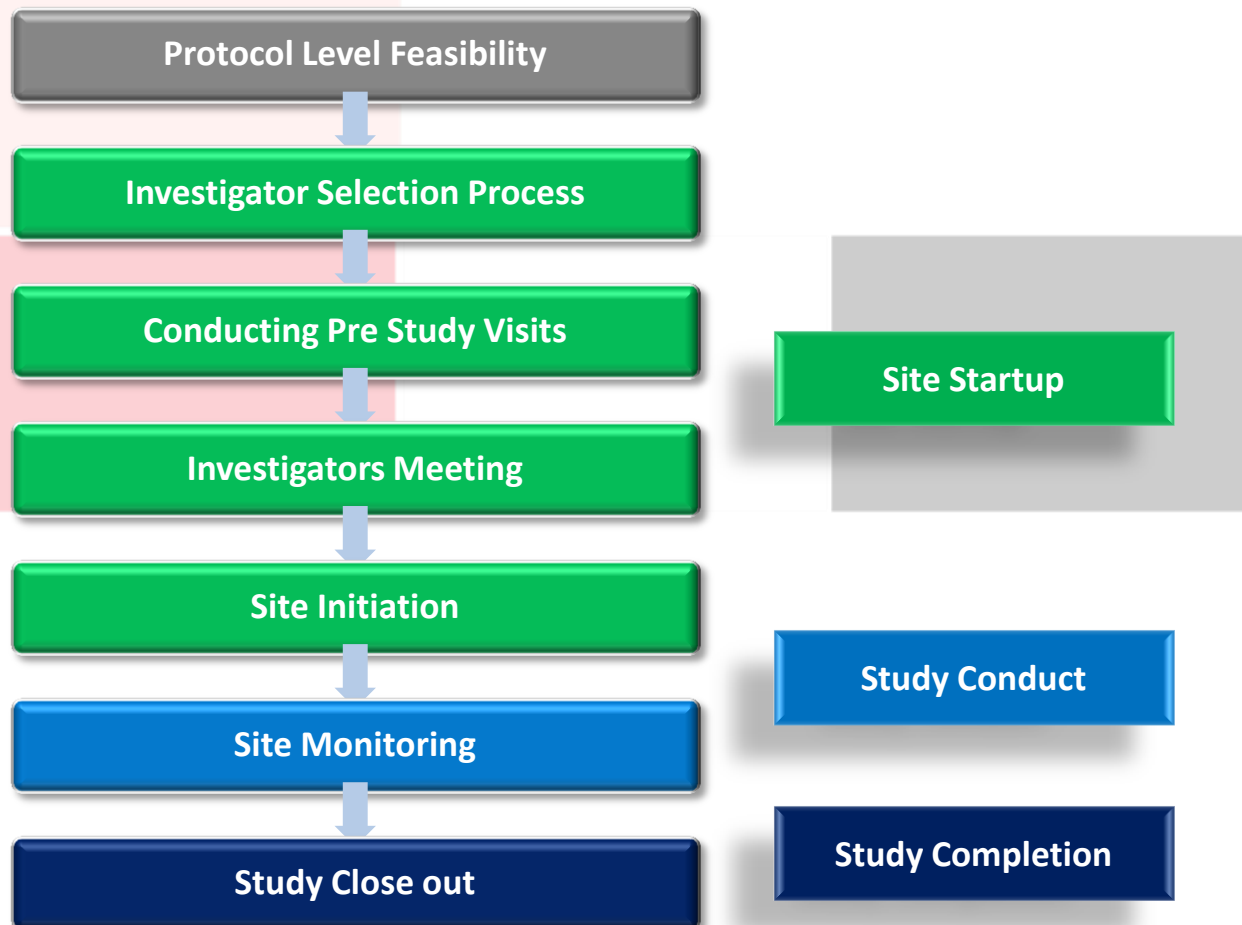 Protocol Level Feasibility
Investigator Selection Process
Conducting Pre Study Visits
Investigators Meeting
Site Initiation
Site Monitoring
Study Close out
Site Startup
Study Conduct
Study Completion